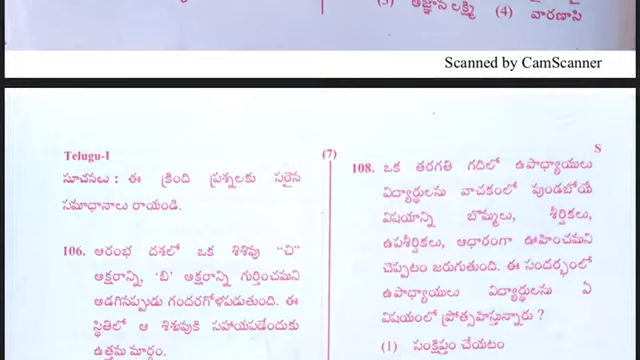 (3) అజ్ఞాన లక్ష్మి (4) వారణాసి
Scanned by CamScanner
Telugu-I
(7)
S
సూచనలు : ఈ క్రింది ప్రశ్నలకు సరైన
సమాధానాలు రాయండి.
106. ఆరంభ దశలో ఒక శిశివు “చి”
అక్షరాన్ని, ‘బి’ అక్షరాన్ని గుర్తించమని
అడగినప్పుడు గందరగోళపడుతుంది. ఈ
స్థితిలో ఆ శిశువుకి సహాయపడేందుకు
ఉత్తమ మార్గం.
108. ఒక తరగతి గదిలో ఉపాధ్యాయులు
విద్యార్థులను వాచకంలో వుండబోయే
విషయాన్ని బొమ్మలు, శీర్షికలు,
ఉపశీర్షికలు, ఆధారంగా ఊహించమని
చెప్పటం జరుగుతుంది. ఈ సందర్భంలో
ఉపాధ్యాయులు విద్యార్థులను ఏ
విషయంలో ప్రోత్సహిస్తున్నారు ?
(1) సంక్షిప్తం చేయటం